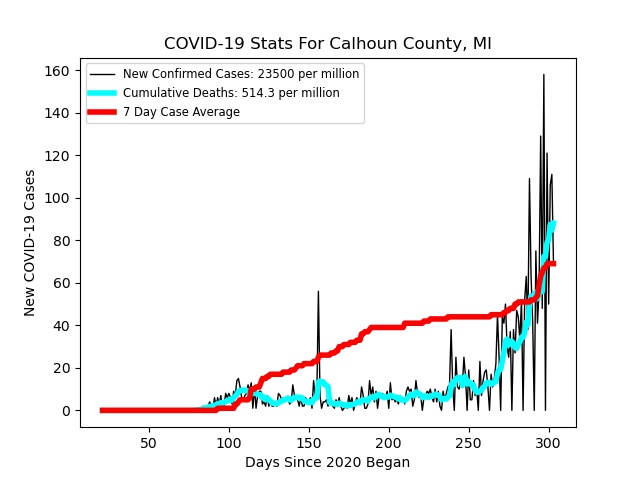 COVID-19 Stats For Calhoun County, MI
New Confirmed Cases: 23500 per million
Cumulative Deaths: 514.3 per million
7 Day Case Average
160
140
120
100
80
60
40
20
0
New COVID-19 Cases
50 100 150 200 250 300
Days Since 2020 Began